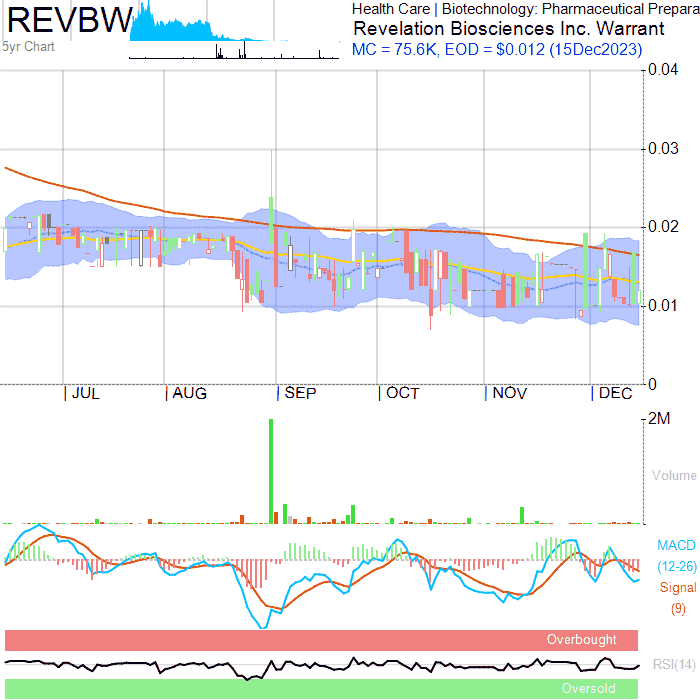 REVBW
5yr Chart
Health Care | Biotechnology: Pharmaceutical Prepara
Revelation Biosciences Inc. Warrant
MC = 75.6K, EOD = $0.012 (15Dec2023)
0.04
0.03
0.02
0.01
0
| JUL
| AUG
| SEP
| OCT
| NOV
| DEC
2M
Volume
MACD
(12-26)
Signal
(9)
Overbought
RSI(14)
Oversold